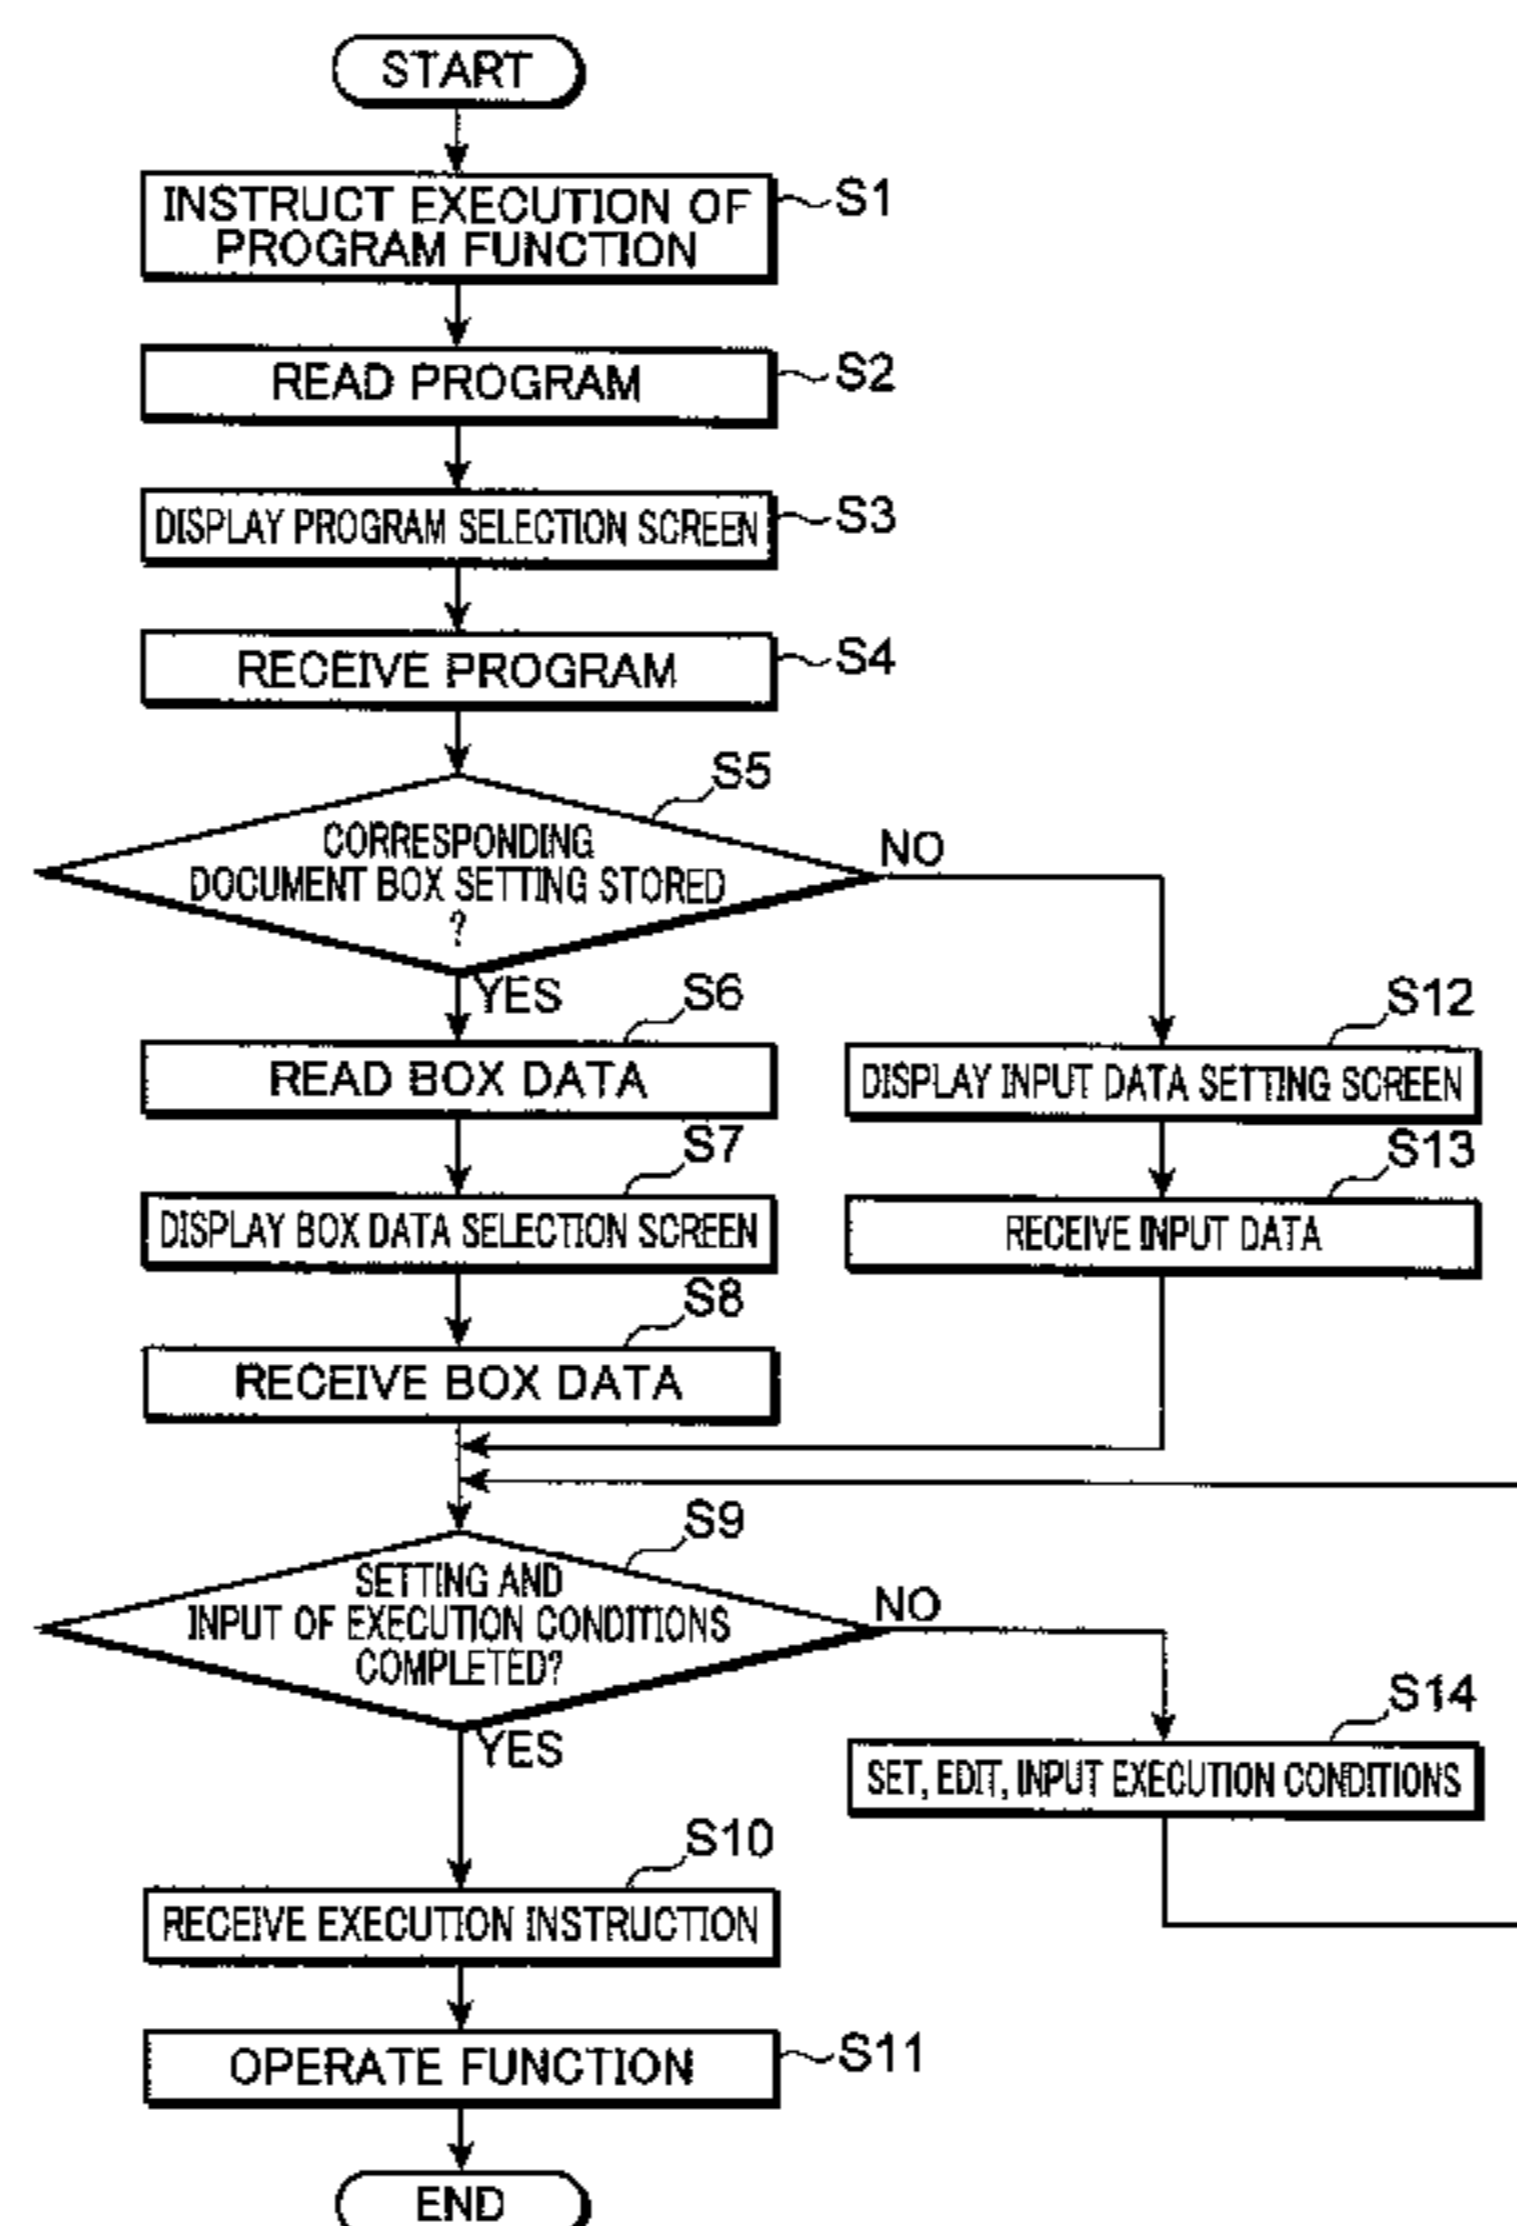 START
INSTRUCT EXECUTION OF
PROGRAM FUNCTION
S1
READ PROGRAM
S2
DISPLAY PROGRAM SELECTION SCREEN
S3
RECEIVE PROGRAM
S4
S5
CORRESPONDING
DOCUMENT BOX SETTING STORED
?
NO
YES
S6
READ BOX DATA
S7
DISPLAY BOX DATA SELECTION SCREEN
S8
RECEIVE BOX DATA
S12
DISPLAY INPUT DATA SETTING SCREEN
S13
RECEIVE INPUT DATA
S9
SETTING AND
INPUT OF EXECUTION CONDITIONS
COMPLETED?
NO
YES
S14
SET, EDIT, INPUT EXECUTION CONDITIONS
S10
RECEIVE EXECUTION INSTRUCTION
OPERATE FUNCTION
S11
END